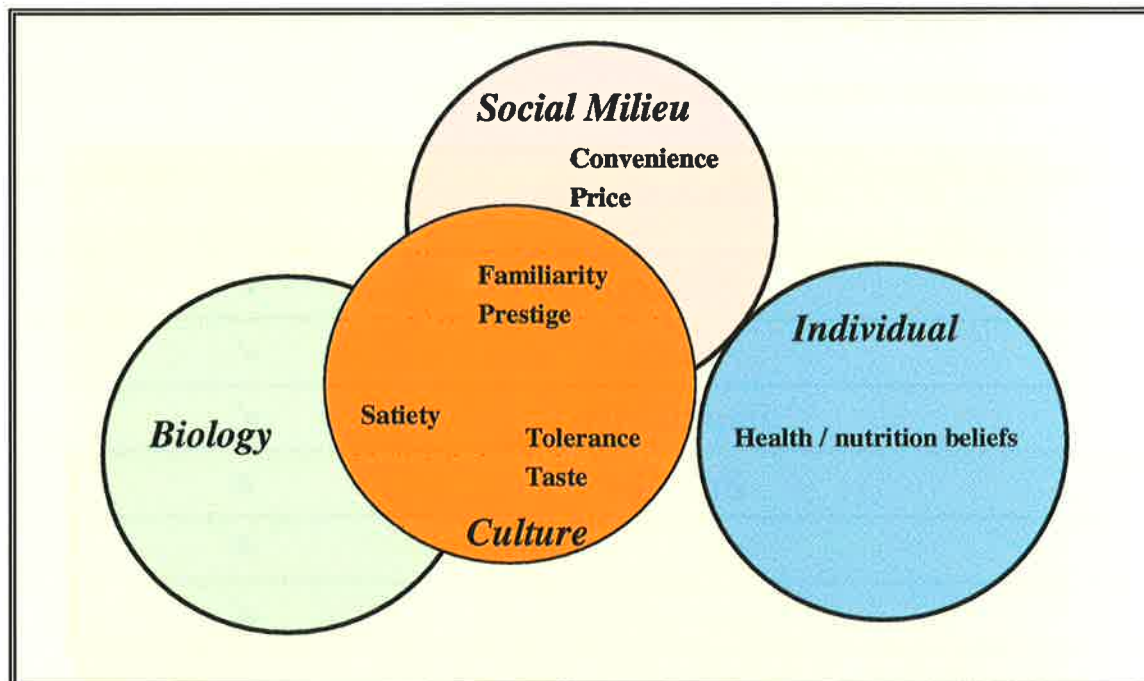 Social Milieu
Convenience
Price
Familiarity
Prestige
Individual
Biology
Satiety
Tolerance
Health / nutrition beliefs
Taste
Culture